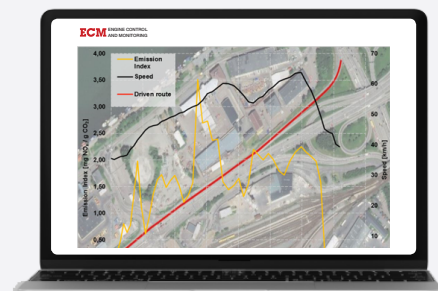 ECM ENGINE CONTROL
AND MONITORING
4,00
3,50
3,00
2,50
2,00
1,50
1,00
0,50
Emission Index [mg NOₓ/g CO₂]
Emission
Index
Speed
Driven route
70
60
50
40
30
20
10
Speed [km/h]